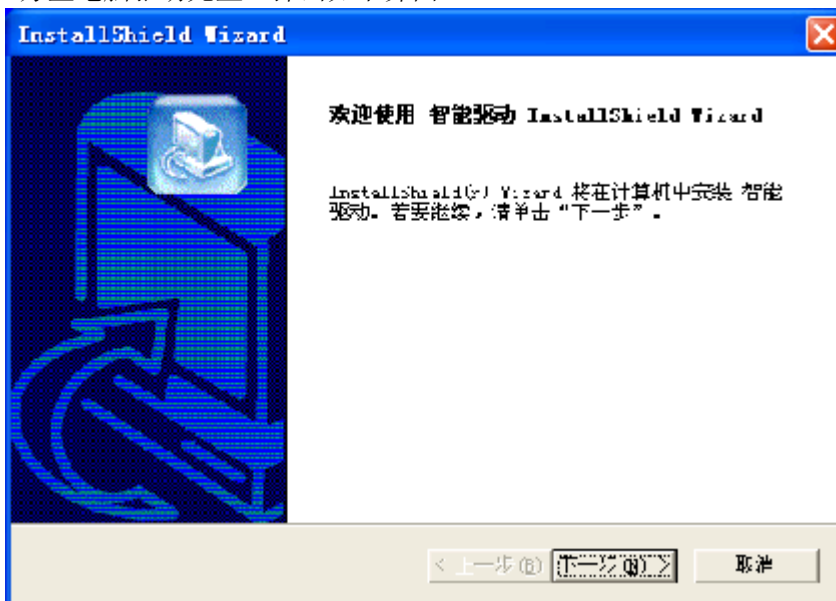 InstallShield Wizard
欢迎使用 智能驱动 InstallShield Wizard
InstallShield(r) Wizard 将在计算机中安装 智能
驱动。若要继续，请单击“下一步”。
< 上一步(B) 下一步(N) > 取消